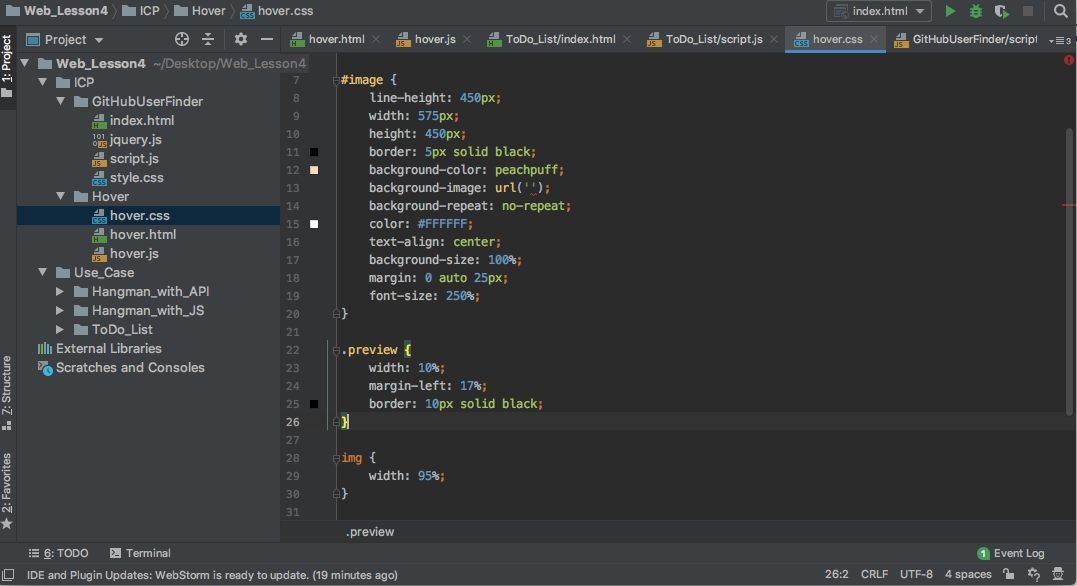 Web_Lesson4 ICP Hover hover.css index.html
1: Project
Project hover.html hover.js ToDo_List/index.html ToDo_List/script.js hover.css GitHubUserFinder/script
Web_Lesson4 ~/Desktop/Web_Lesson4
ICP
GitHubUserFinder
index.html
jquery.js
script.js
style.css
Hover
hover.css
hover.html
hover.js
Use_Case
Hangman_with_API
Hangman_with_JS
ToDo_List
External Libraries
Scratches and Consoles
7: Structure
2: Favorites
7 #image {
8 line-height: 450px;
9 width: 575px;
10 height: 450px;
11 border: 5px solid black;
12 background-color: peachpuff;
13 background-image: url('');
14 background-repeat: no-repeat;
15 color: #FFFFFF;
16 text-align: center;
17 background-size: 100%;
18 margin: 0 auto 25px;
19 font-size: 250%;
20 }
21
22 .preview {
23 width: 10%;
24 margin-left: 17%;
25 border: 10px solid black;
26 }
27
28 img {
29 width: 95%;
30 }
31
.preview
6: TODO Terminal 1 Event Log
IDE and Plugin Updates: WebStorm is ready to update. (19 minutes ago) 26:2 CRLF UTF-8 4 spaces